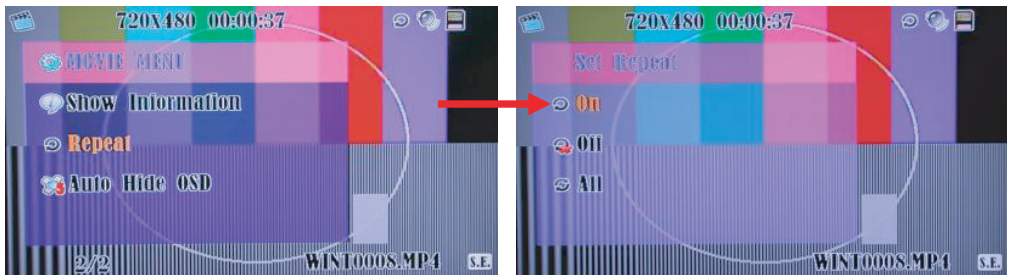 720X480 00:00:37
MOVIE MENU
Show Information
Repeat
Auto Hide OSD
2/2
WINT0008.MP4
S.E.
720X480 00:00:37
Set Repeat
On
Off
All
WINT0008.MP4
S.E.